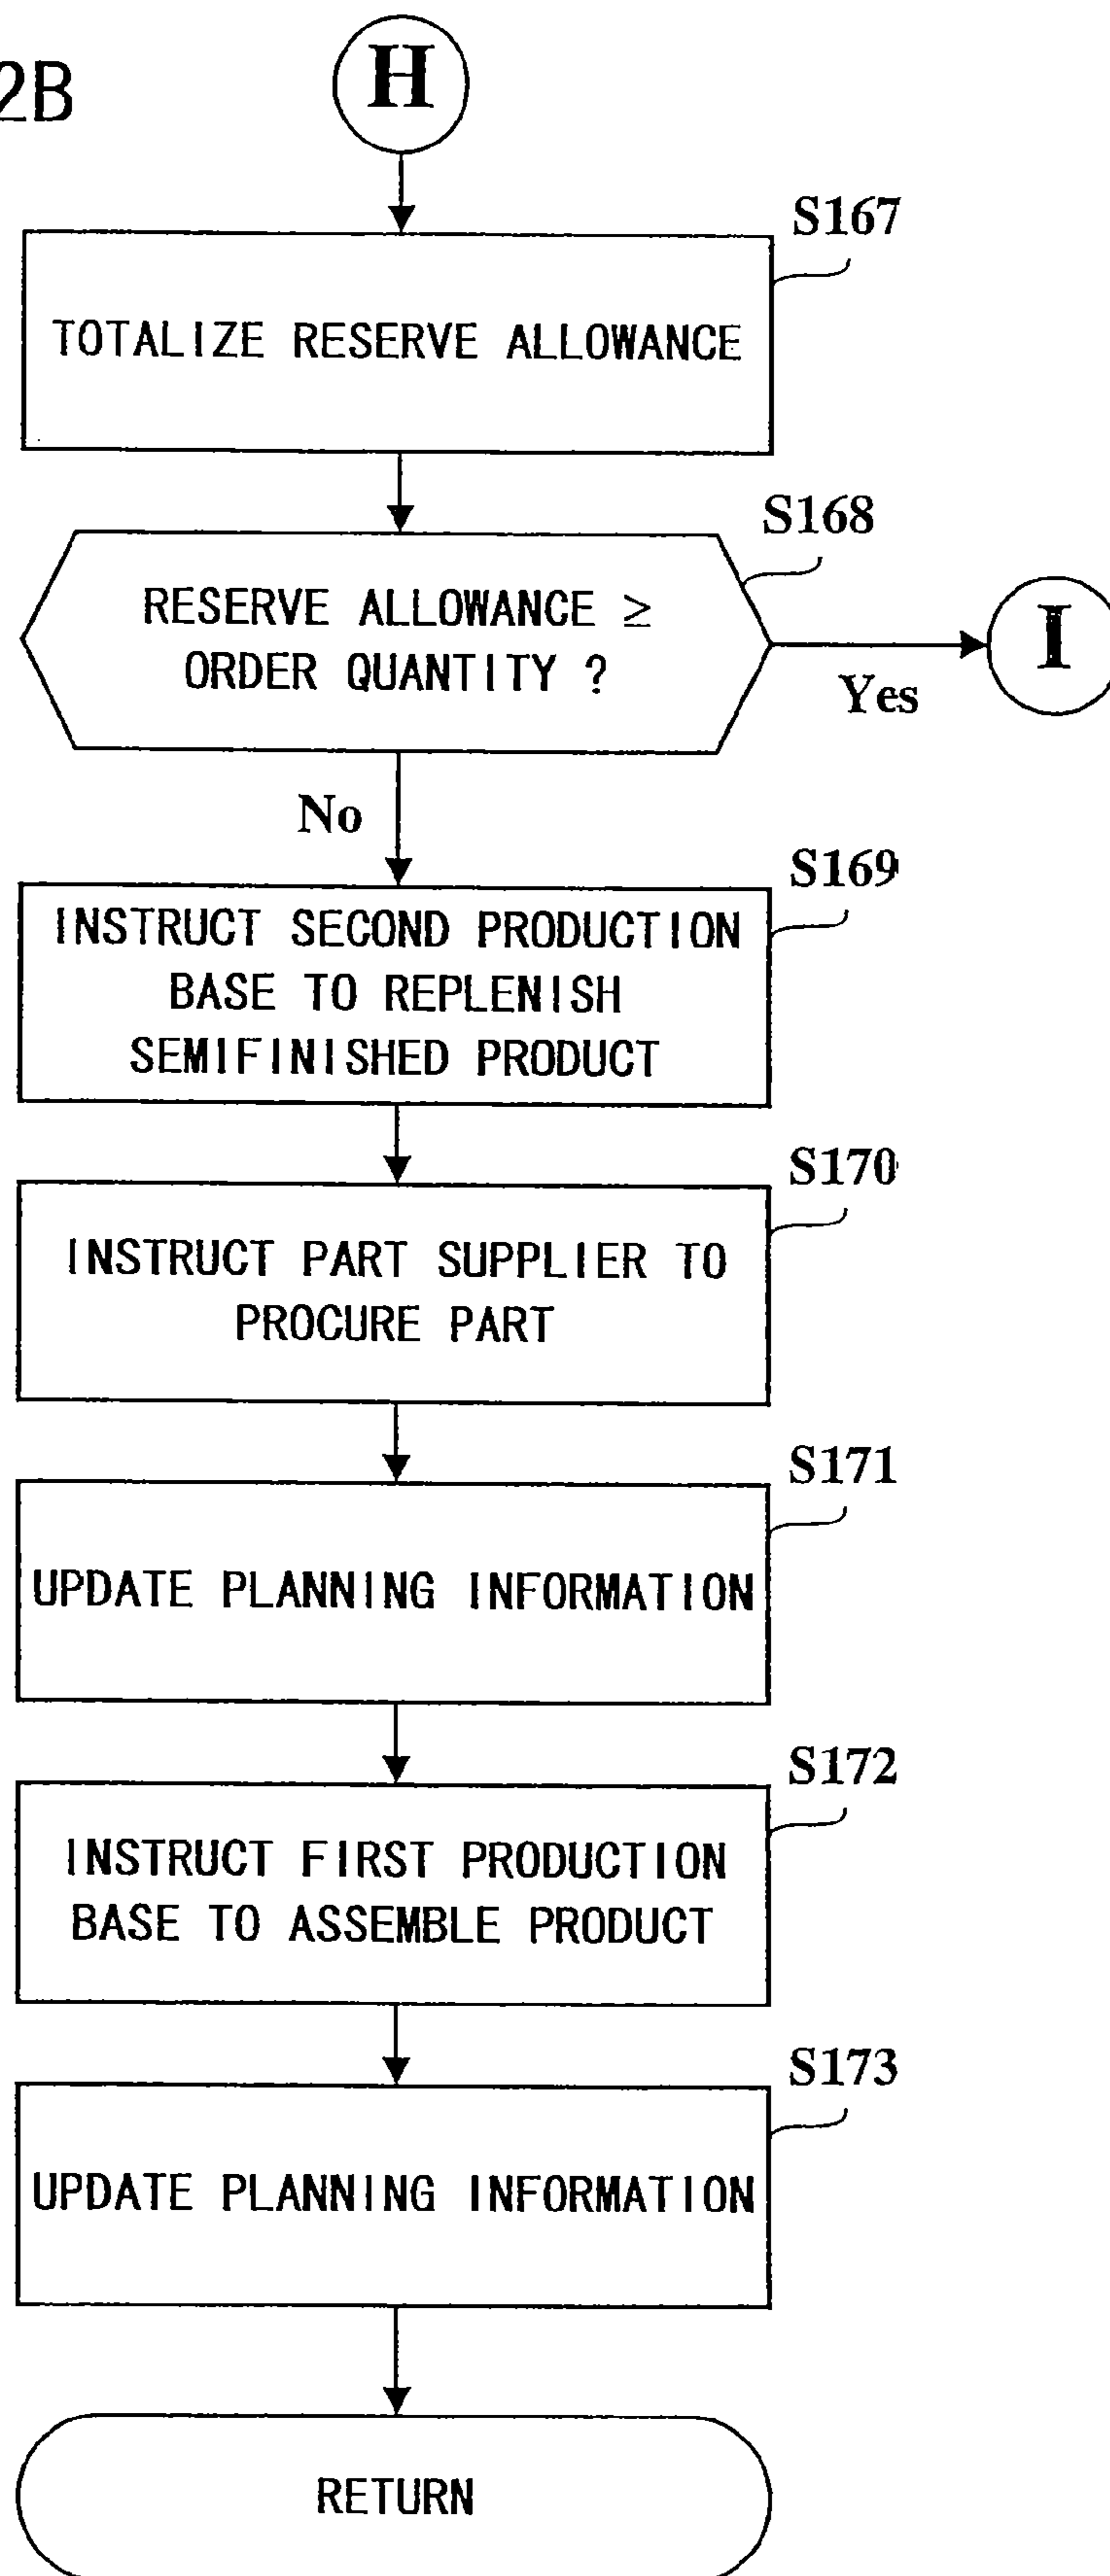 2B
H
S167
TOTALIZE RESERVE ALLOWANCE
S168
RESERVE ALLOWANCE ≥
ORDER QUANTITY ?
I
Yes
No
S169
INSTRUCT SECOND PRODUCTION
BASE TO REPLENISH
SEMIFINISHED PRODUCT
S170
INSTRUCT PART SUPPLIER TO
PROCURE PART
S171
UPDATE PLANNING INFORMATION
S172
INSTRUCT FIRST PRODUCTION
BASE TO ASSEMBLE PRODUCT
S173
UPDATE PLANNING INFORMATION
RETURN